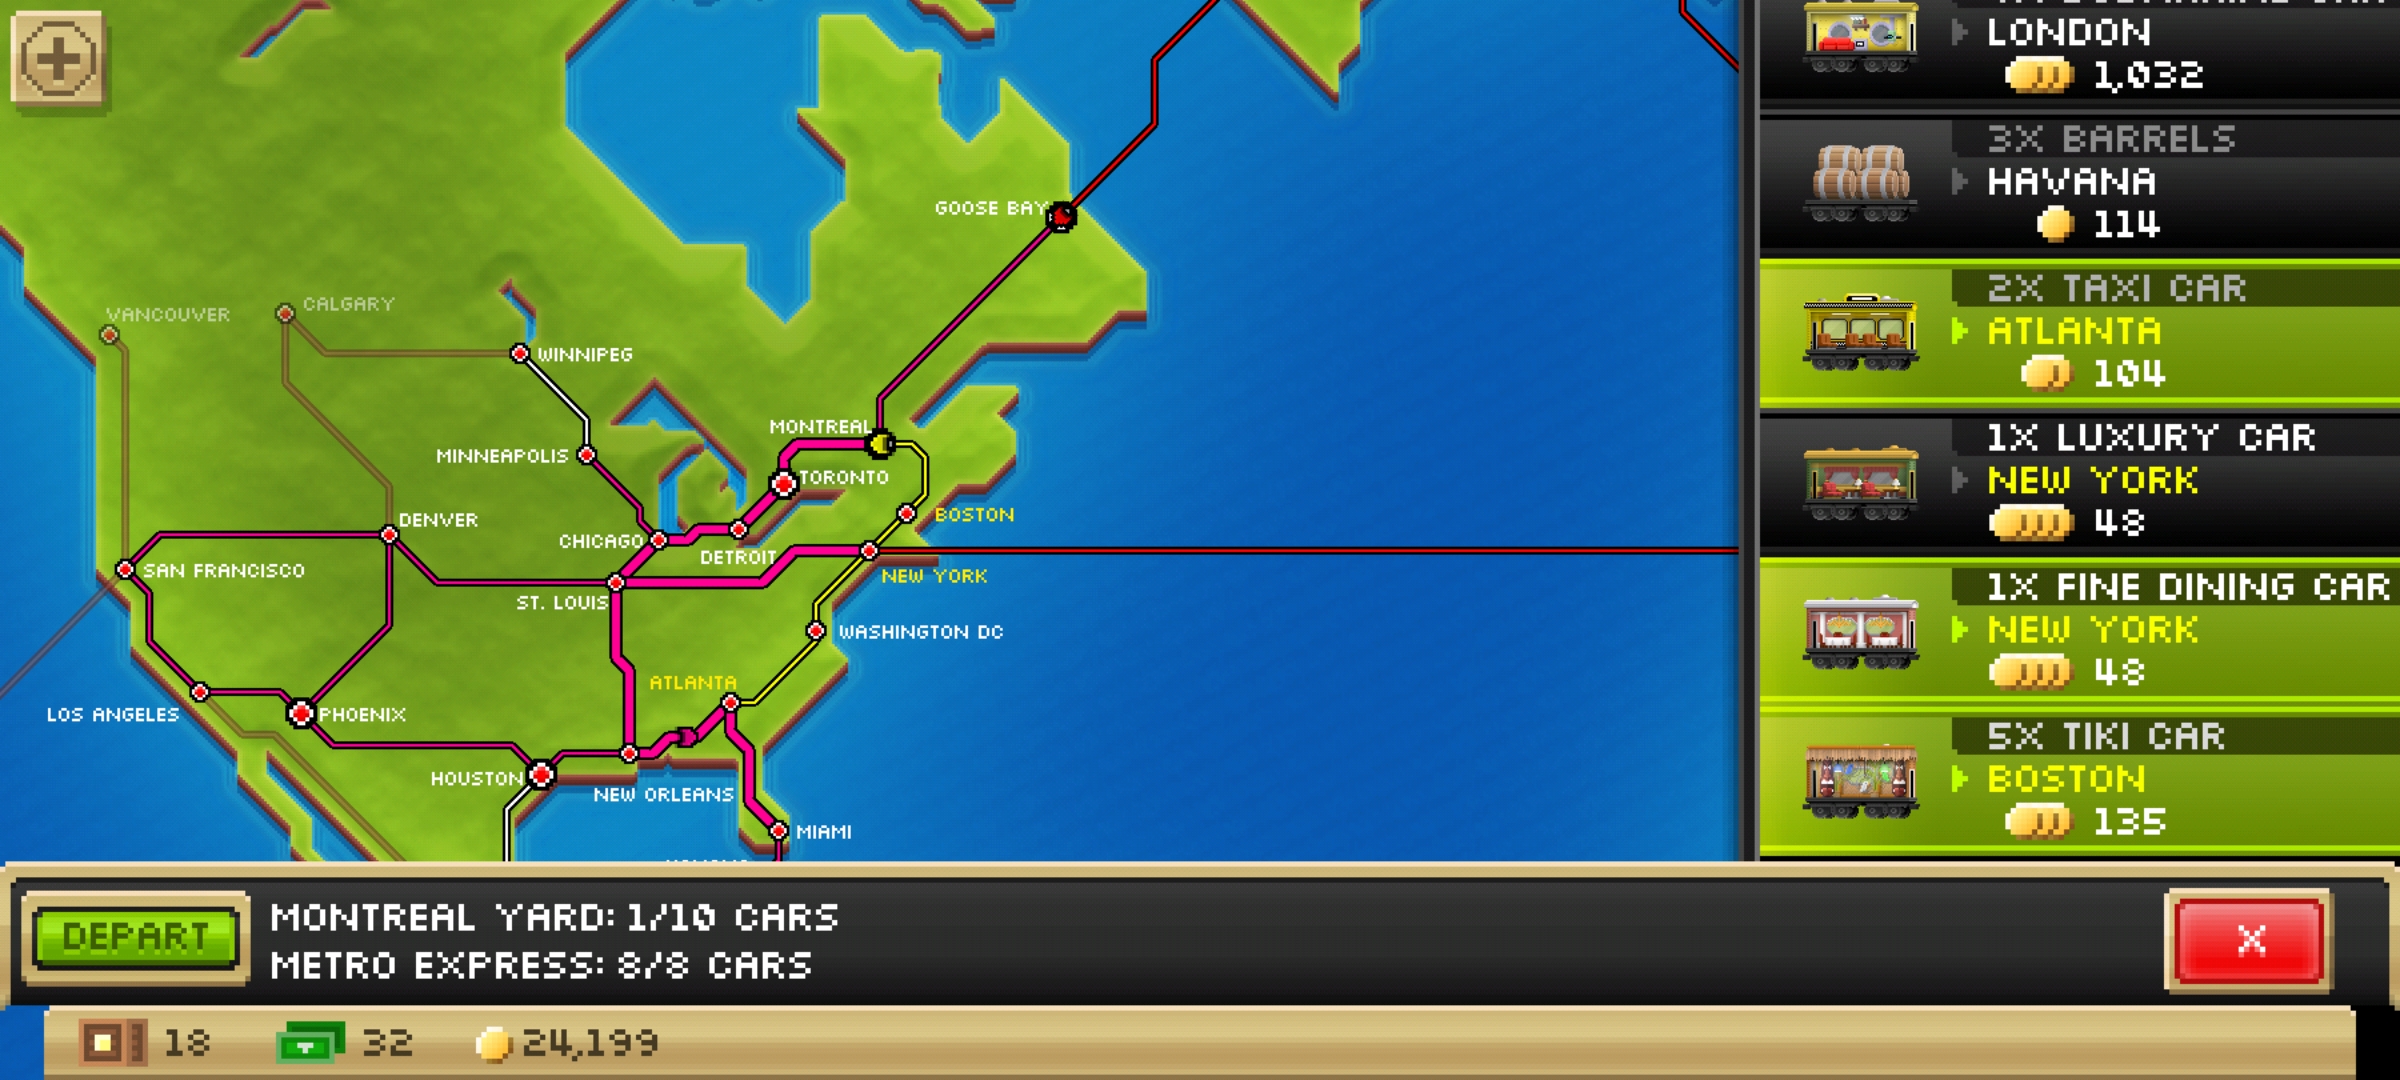 LONDON
1,032
3X BARRELS
HAVANA
114
2X TAXI CAR
ATLANTA
104
1X LUXURY CAR
NEW YORK
48
1X FINE DINING CAR
NEW YORK
48
5X TIKI CAR
BOSTON
135
GOOSE BAY
VANCOUVER
CALGARY
WINNIPEG
MONTREAL
MINNEAPOLIS
TORONTO
BOSTON
DENVER
CHICAGO
DETROIT
SAN FRANCISCO
NEW YORK
ST. LOUIS
WASHINGTON DC
ATLANTA
LOS ANGELES
PHOENIX
HOUSTON
NEW ORLEANS
MIAMI
DEPART
MONTREAL YARD: 1/10 CARS
METRO EXPRESS: 8/8 CARS
X
18
32
24,199